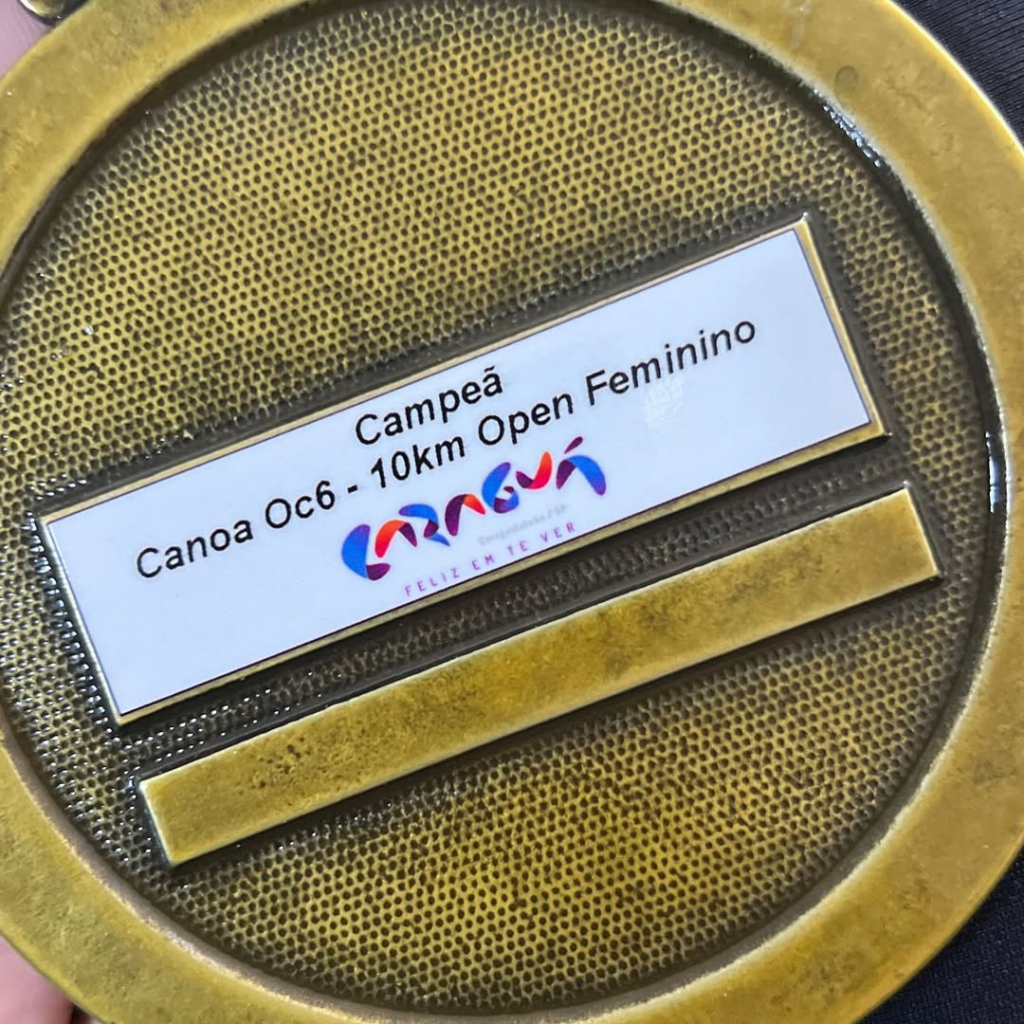 Campeã
Canoa Oc6 - 10km Open Feminino
CARAGUÁ
FELIZ EM TE VER